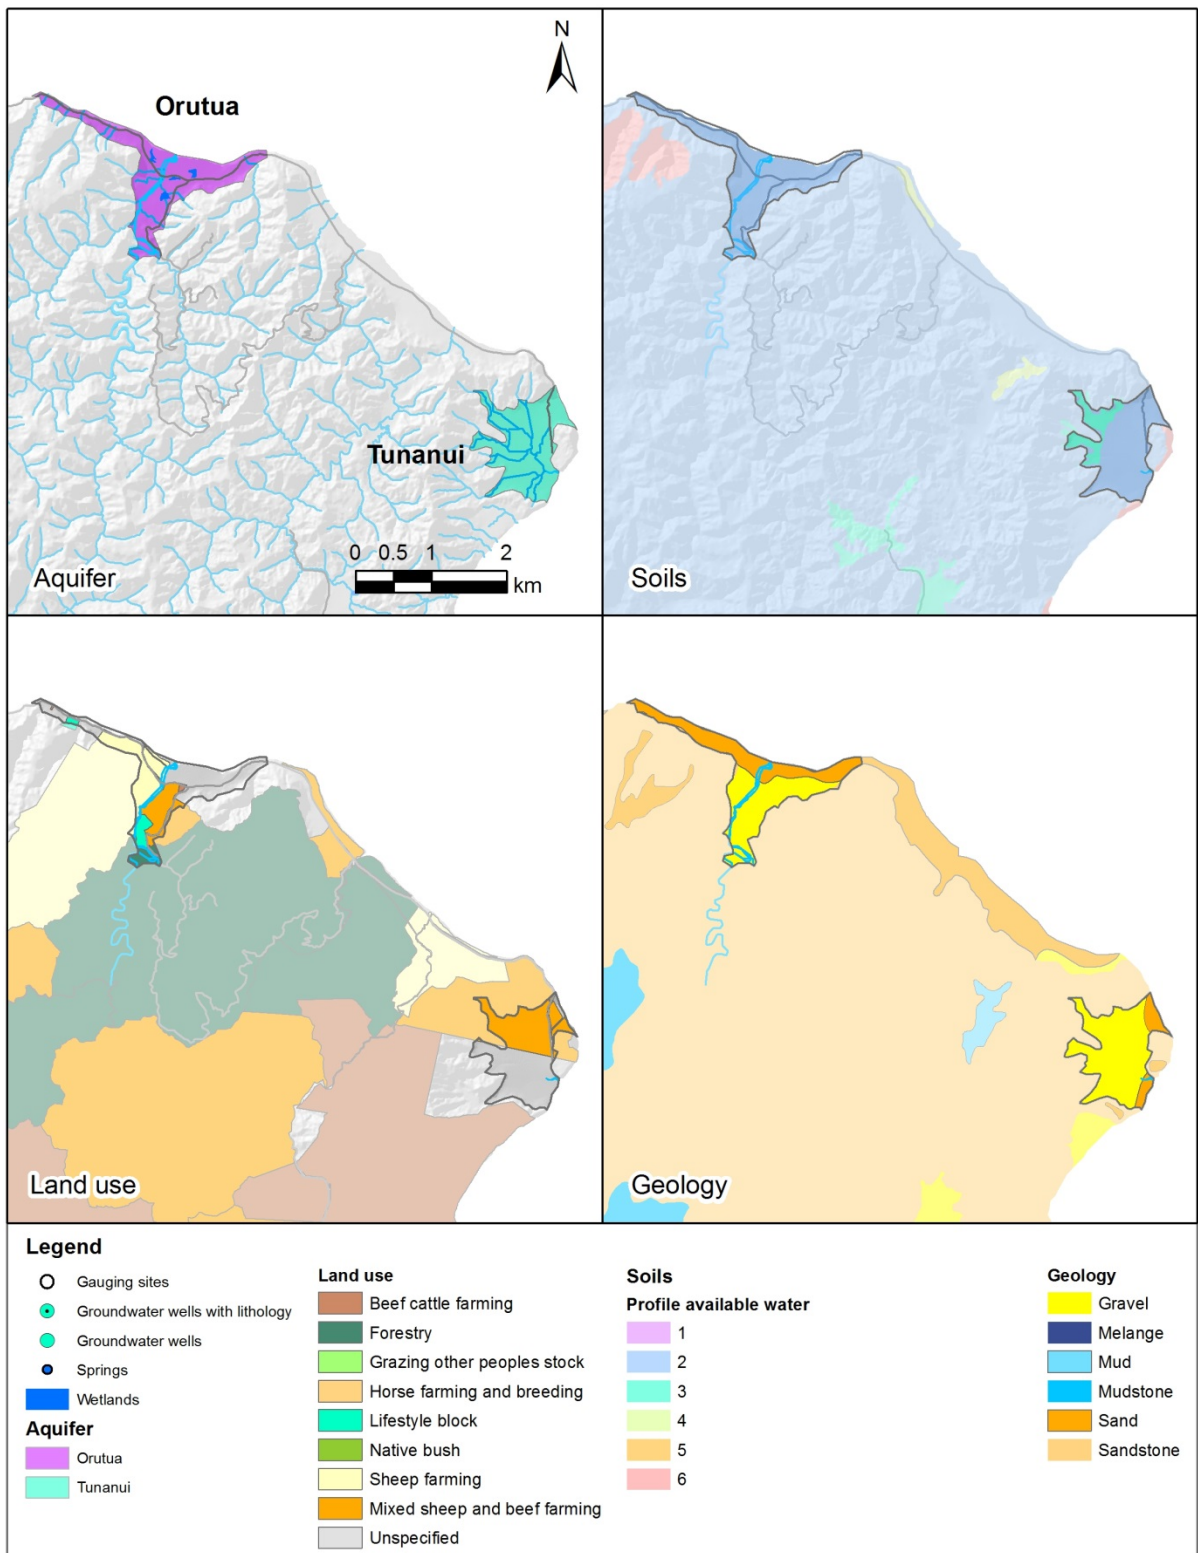 N
Orutua
Tunanui
0 0.5 1 2
km
Aquifer
Soils
Land use
Geology
Legend
Gauging sites
Groundwater wells with lithology
Groundwater wells
Springs
Wetlands
Aquifer
Orutua
Tunanui
Land use
Beef cattle farming
Forestry
Grazing other peoples stock
Horse farming and breeding
Lifestyle block
Native bush
Sheep farming
Mixed sheep and beef farming
Unspecified
Soils
Profile available water
1
2
3
4
5
6
Geology
Gravel
Melange
Mud
Mudstone
Sand
Sandstone